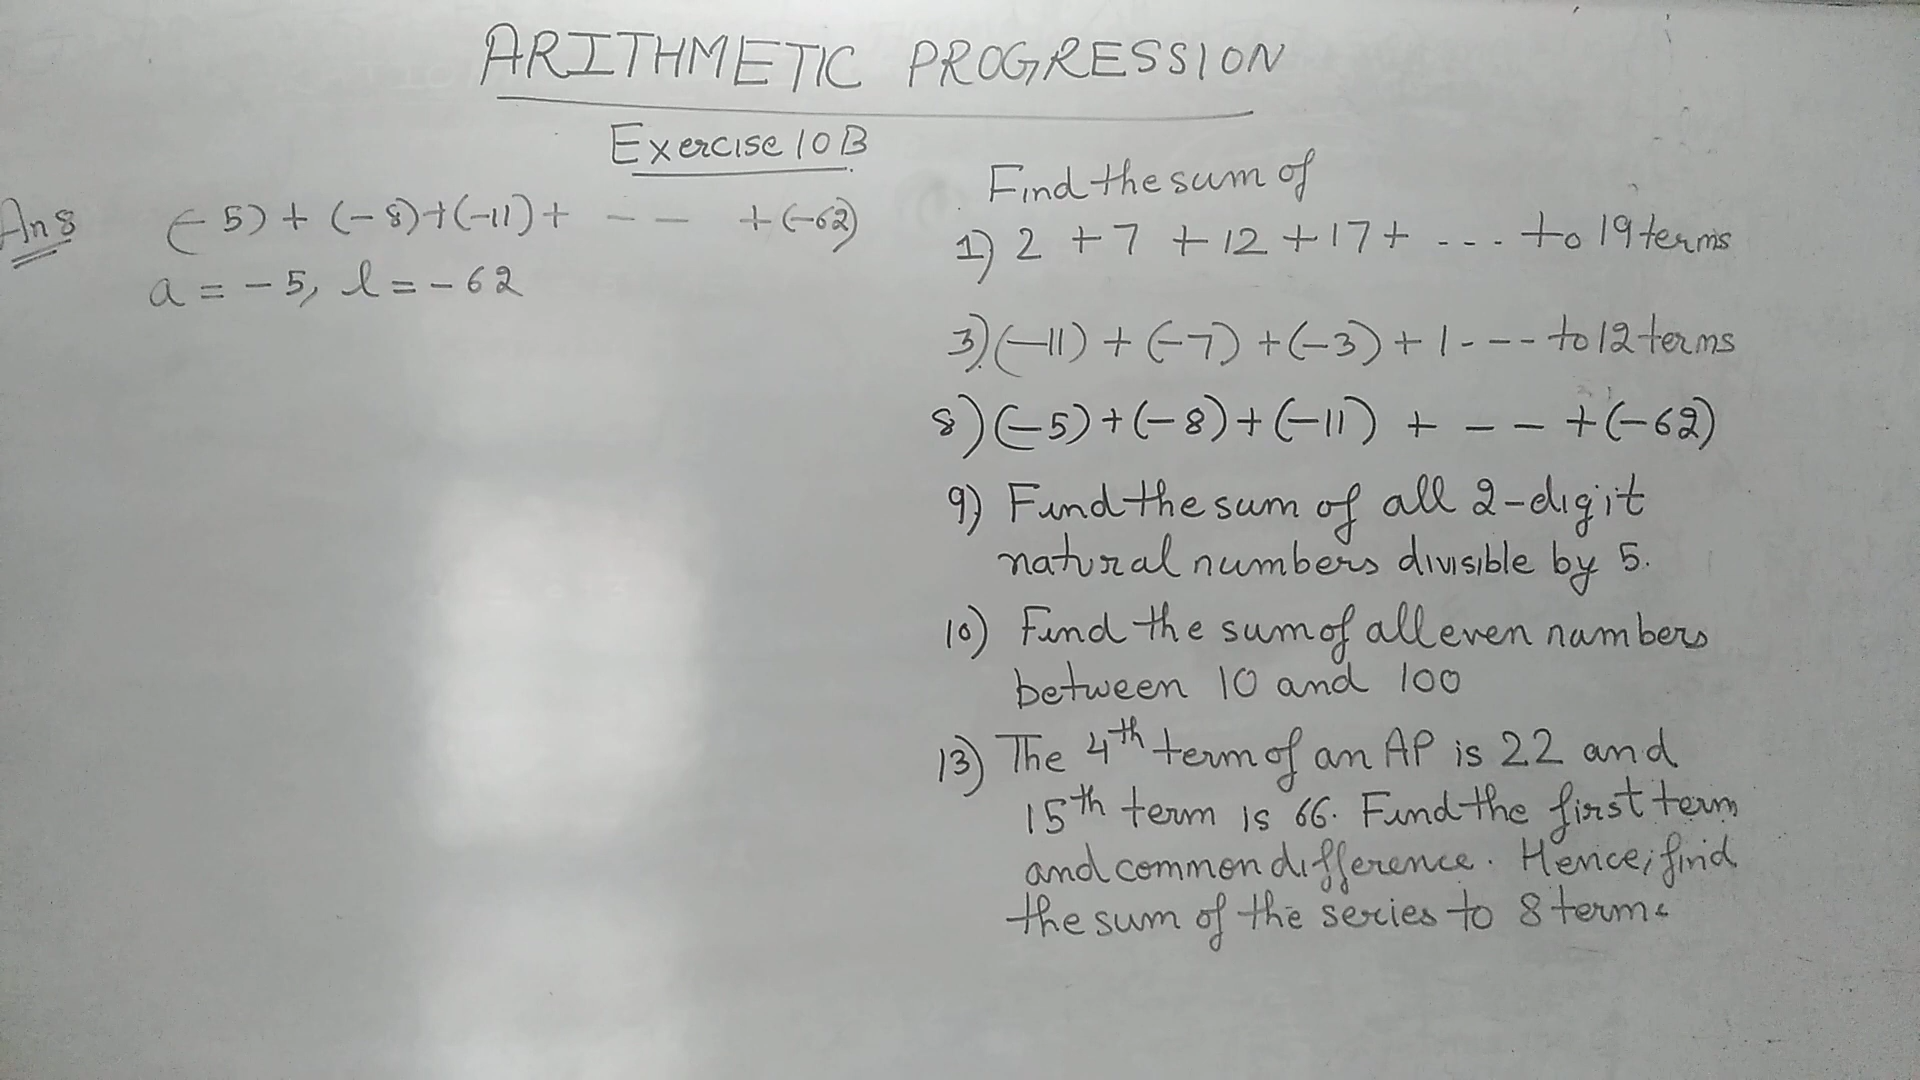 ARITHMETIC PROGRESSION
Exercise 10B
Ans 8 (-5)+(-8)+(-11)+ -- +(-62)
a = -5, l = -62
Find the sum of
1) 2 + 7 + 12 + 17 + ... to 19 terms
3) (-11) + (-7) + (-3) + 1 --- to 12 terms
8) (-5)+(-8)+(-11) + -- +(-62)
9) Find the sum of all 2-digit
natural numbers divisible by 5.
10) Find the sum of all even numbers
between 10 and 100
13) The 4th term of an AP is 22 and
15th term is 66. Find the first term
and common difference. Hence, find
the sum of the series to 8 terms